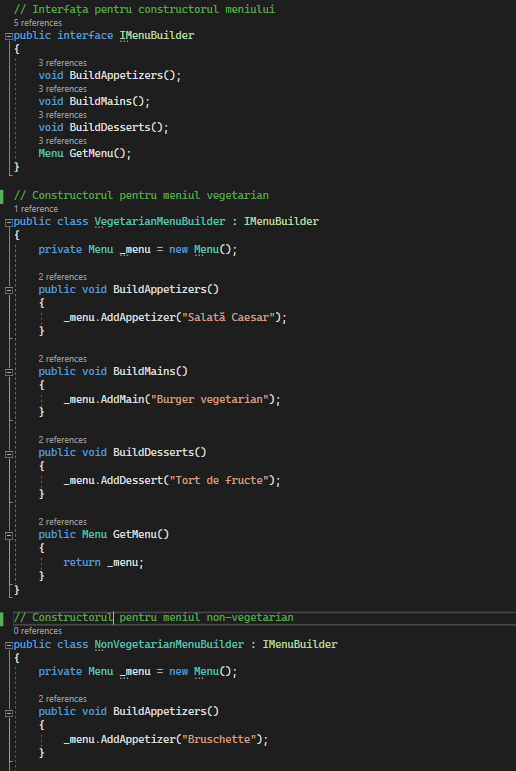 // Interfața pentru constructorul meniului
5 references
public interface IMenuBuilder
{
3 references
void BuildAppetizers();
3 references
void BuildMains();
3 references
void BuildDesserts();
3 references
Menu GetMenu();
}
// Constructorul pentru meniul vegetarian
1 reference
public class VegetarianMenuBuilder : IMenuBuilder
{
private Menu _menu = new Menu();
2 references
public void BuildAppetizers()
{
_menu.AddAppetizer("Salată Caesar");
}
2 references
public void BuildMains()
{
_menu.AddMain("Burger vegetarian");
}
2 references
public void BuildDesserts()
{
_menu.AddDessert("Tort de fructe");
}
2 references
public Menu GetMenu()
{
return _menu;
}
}
// Constructorul pentru meniul non-vegetarian
0 references
public class NonVegetarianMenuBuilder : IMenuBuilder
{
private Menu _menu = new Menu();
2 references
public void BuildAppetizers()
{
_menu.AddAppetizer("Bruschette");
}